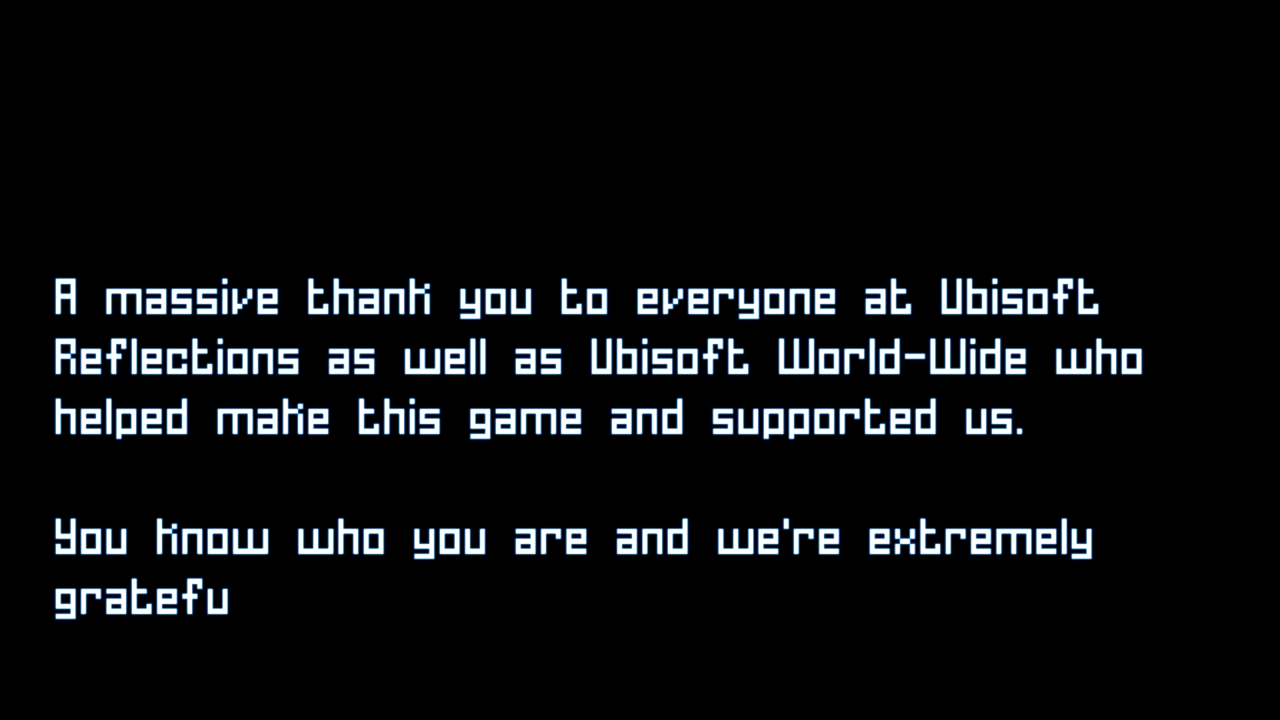 A massive thank you to everyone at Ubisoft
Reflections as well as Ubisoft World-Wide who
helped make this game and supported us.
You know who you are and we're extremely
gratefu